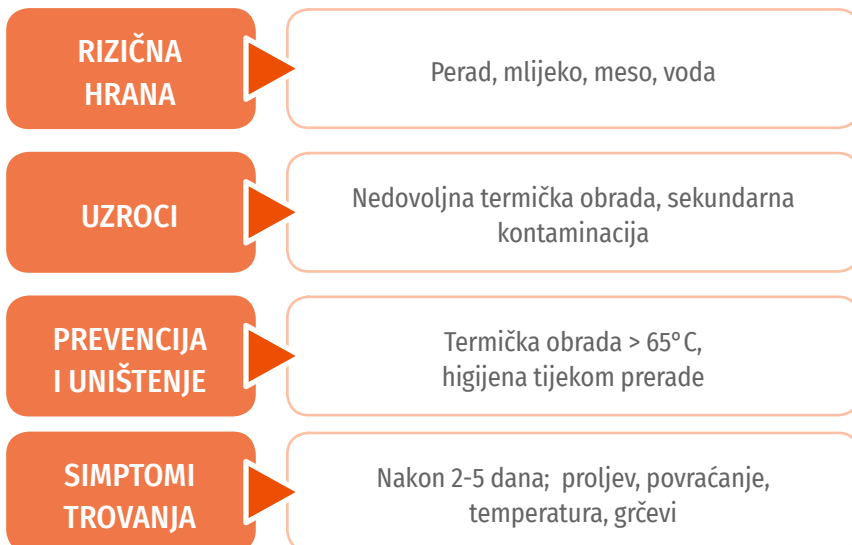 RIZIČNA
HRANA
Perad, mlijeko, meso, voda
UZROCI
Nedovoljna termička obrada, sekundarna
kontaminacija
PREVENCIJA
I UNIŠTENJE
Termička obrada > 65°C,
higijena tijekom prerade
SIMPTOMI
TROVANJA
Nakon 2-5 dana; proljev, povraćanje,
temperatura, grčevi